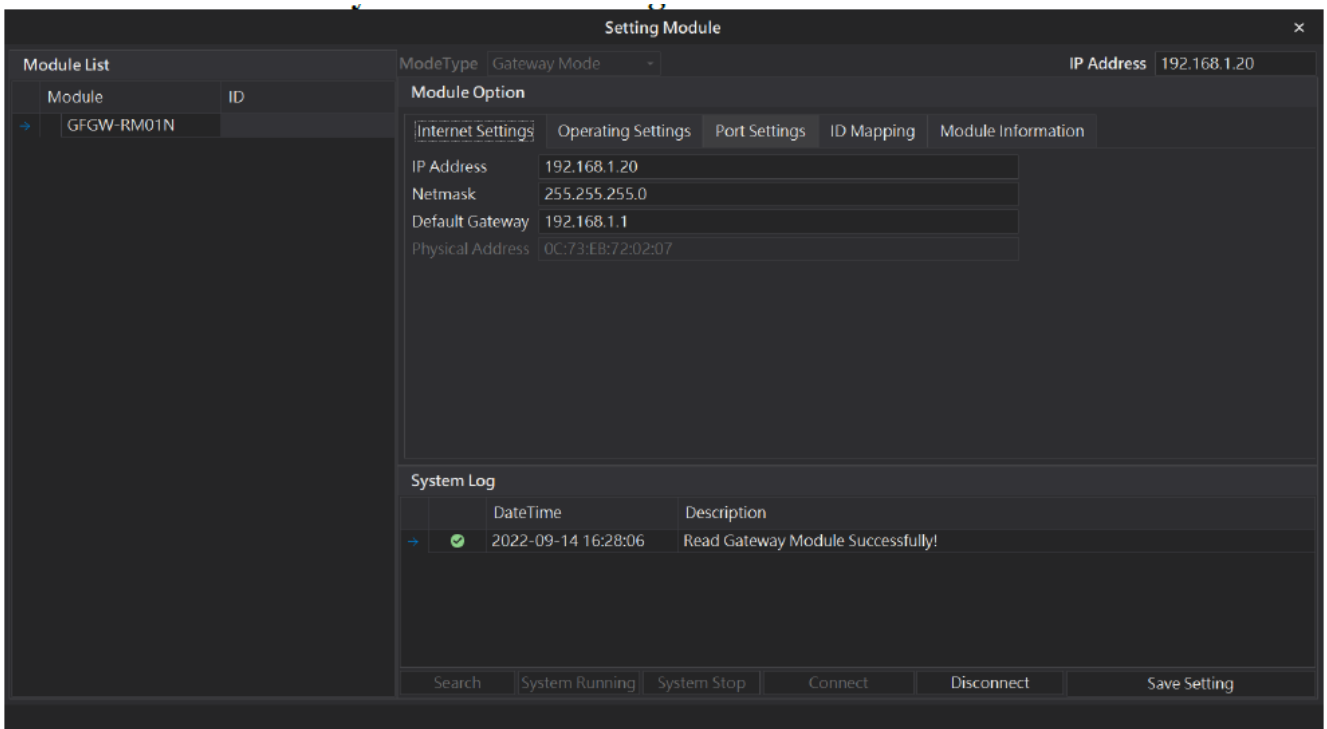 Setting Module ×
Module List
Module ID
GFGW-RM01N
ModeType Gateway Mode IP Address 192.168.1.20
Module Option
Internet Settings Operating Settings Port Settings ID Mapping Module Information
IP Address 192.168.1.20
Netmask 255.255.255.0
Default Gateway 192.168.1.1
Physical Address 0C:73:EB:72:02:07
System Log
DateTime Description
2022-09-14 16:28:06 Read Gateway Module Successfully!
Search System Running System Stop Connect Disconnect Save Setting